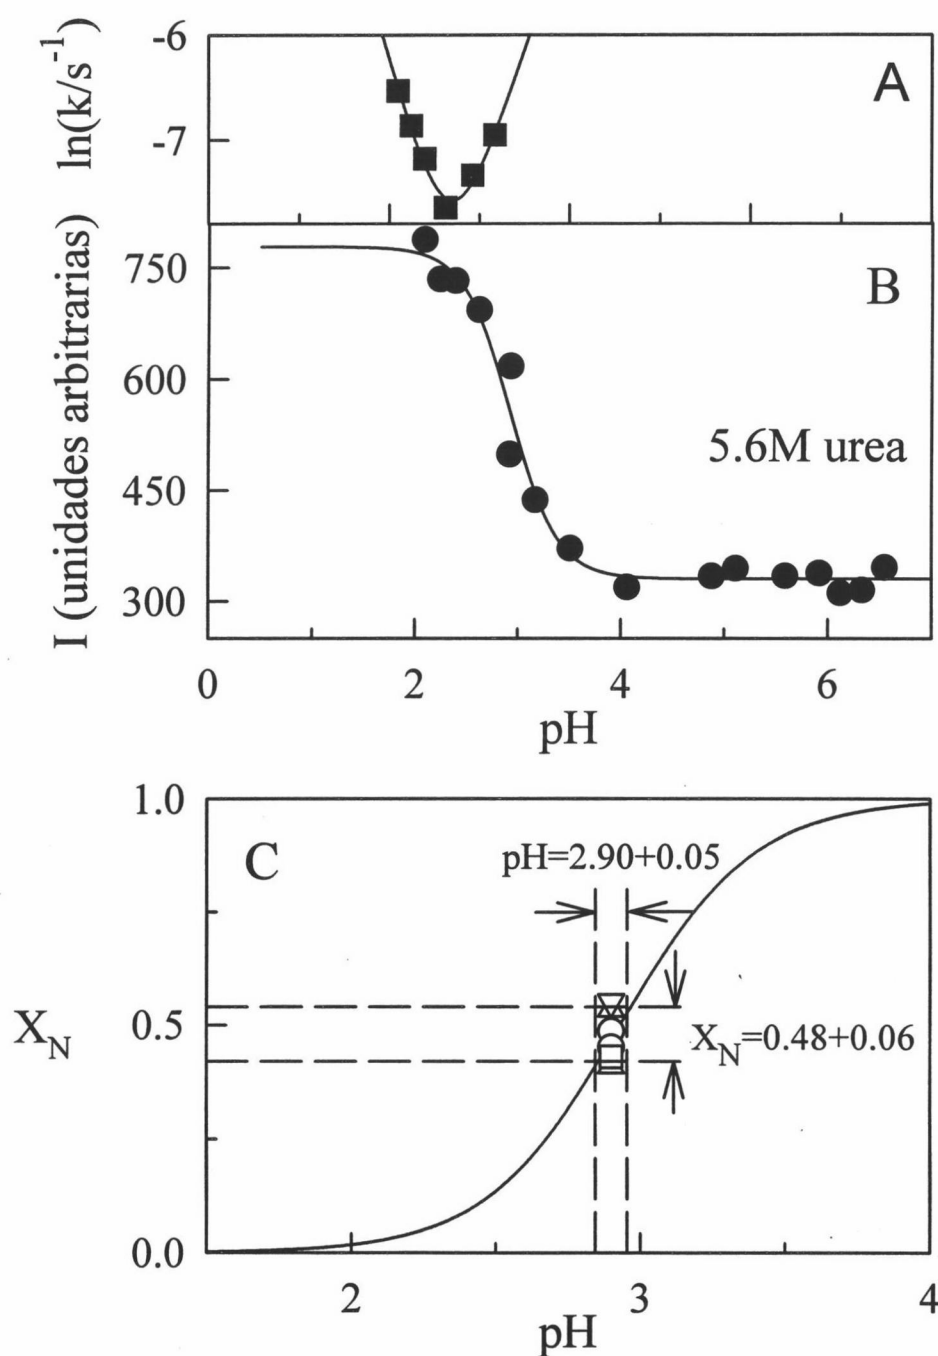 -6
ln(k/s⁻¹)
A
-7
I (unidades arbitrarias)
750
B
600
5.6M urea
450
300
0 2 4 6
pH
1.0
C
pH=2.90+0.05
X_N
0.5
X_N=0.48+0.06
0.0
2 3 4
pH